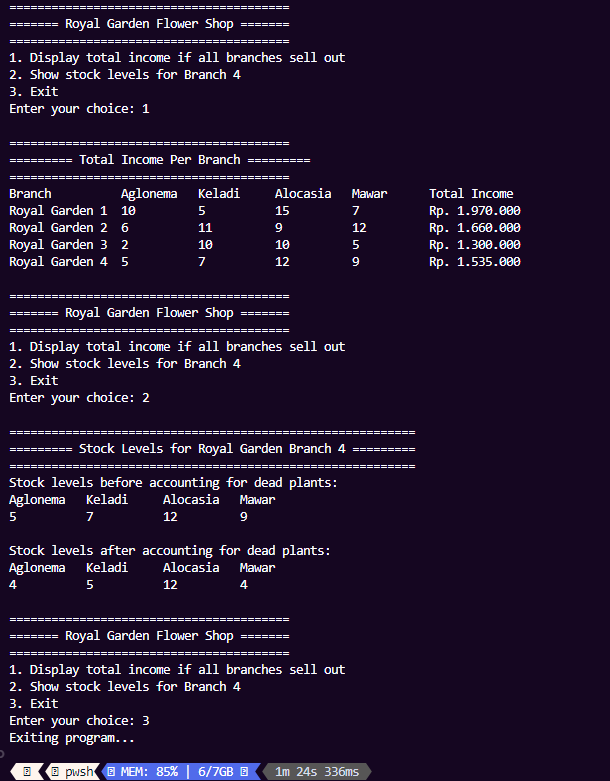 ========================================
======= Royal Garden Flower Shop =======
========================================
1. Display total income if all branches sell out
2. Show stock levels for Branch 4
3. Exit
Enter your choice: 1

========================================
========= Total Income Per Branch =========
========================================
Branch          Aglonema   Keladi     Alocasia   Mawar      Total Income
Royal Garden 1  10         5          15         7          Rp. 1.970.000
Royal Garden 2  6          11         9          12         Rp. 1.660.000
Royal Garden 3  2          10         10         5          Rp. 1.300.000
Royal Garden 4  5          7          12         9          Rp. 1.535.000

========================================
======= Royal Garden Flower Shop =======
========================================
1. Display total income if all branches sell out
2. Show stock levels for Branch 4
3. Exit
Enter your choice: 2

==========================================================
========= Stock Levels for Royal Garden Branch 4 =========
==========================================================
Stock levels before accounting for dead plants:
Aglonema   Keladi     Alocasia   Mawar
5          7          12         9

Stock levels after accounting for dead plants:
Aglonema   Keladi     Alocasia   Mawar
4          5          12         4

========================================
======= Royal Garden Flower Shop =======
========================================
1. Display total income if all branches sell out
2. Show stock levels for Branch 4
3. Exit
Enter your choice: 3
Exiting program...
pwsh MEM: 85% | 6/7GB 1m 24s 336ms